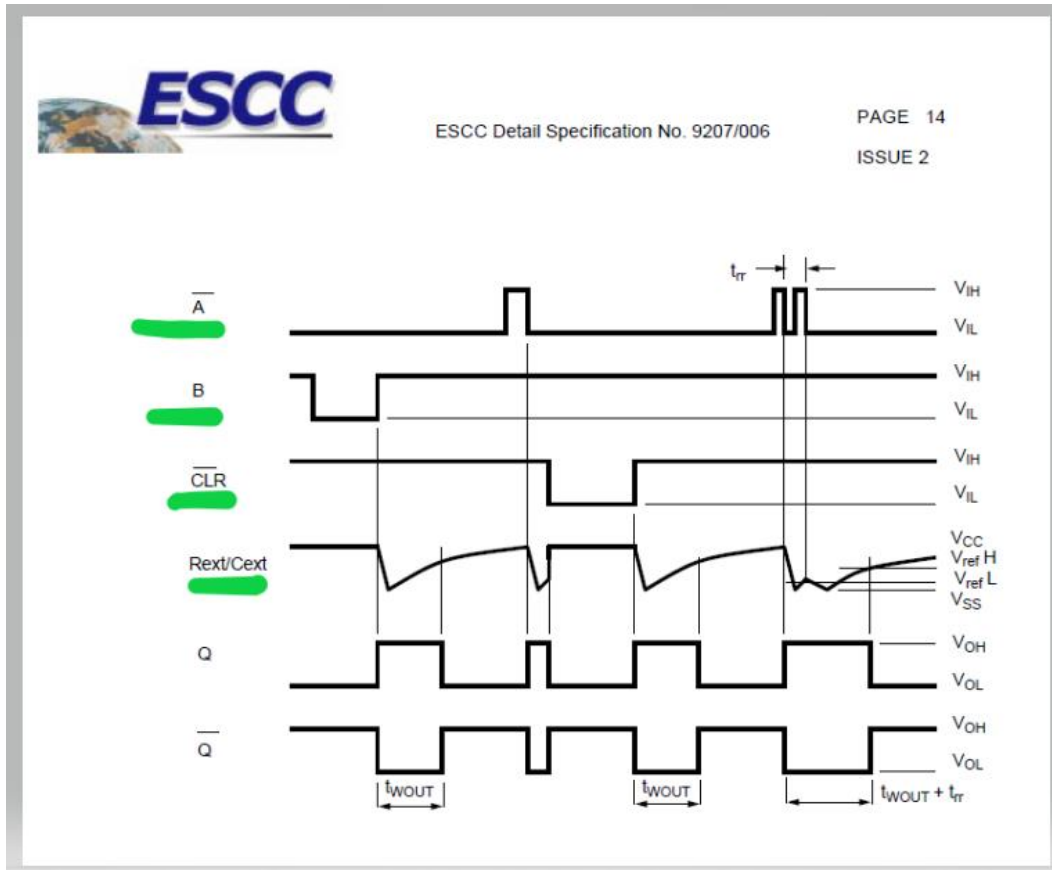 ESCC
ESCC Detail Specification No. 9207/006
PAGE 14
ISSUE 2
trr
A
VIH
VIL
B
VIH
VIL
CLR
VIH
VIL
Rext/Cext
VCC
Vref H
Vref L
VSS
Q
VOH
VOL
Q
VOH
VOL
tWOUT
tWOUT
tWOUT + trr